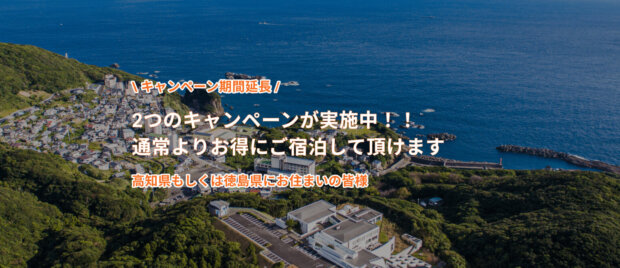 \ キャンペーン期間延長 /
2つのキャンペーンが実施中！！
通常よりお得にご宿泊して頂けます
高知県もしくは徳島県にお住まいの皆様